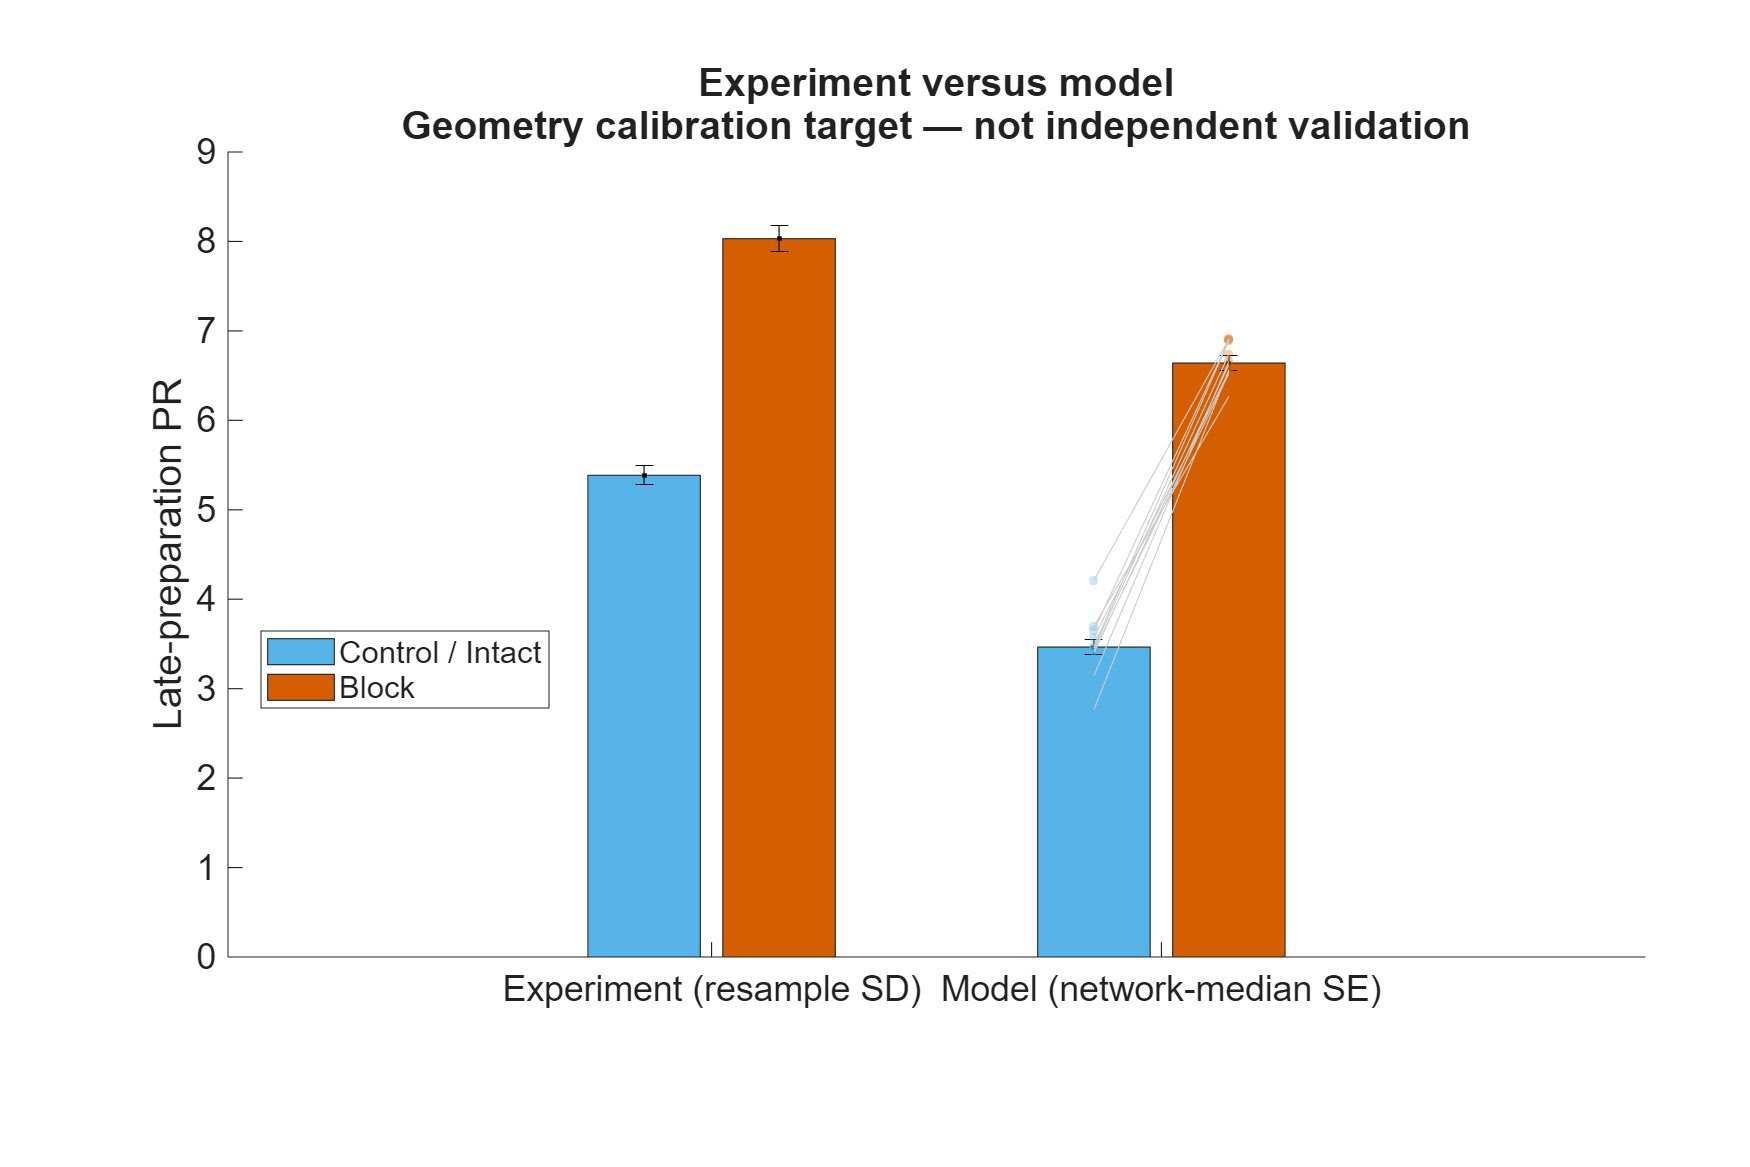 Experiment versus model
Geometry calibration target — not independent validation
9
8
7
6
5
4
3
2
1
0
Late-preparation PR
Control / Intact
Block
Experiment (resample SD)
Model (network-median SE)